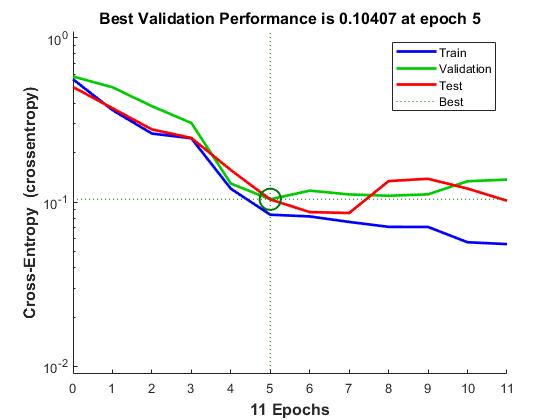 Best Validation Performance is 0.10407 at epoch 5
Train
Validation
Test
Best
10^0
10^-1
10^-2
Cross-Entropy (crossentropy)
0 1 2 3 4 5 6 7 8 9 10 11
11 Epochs